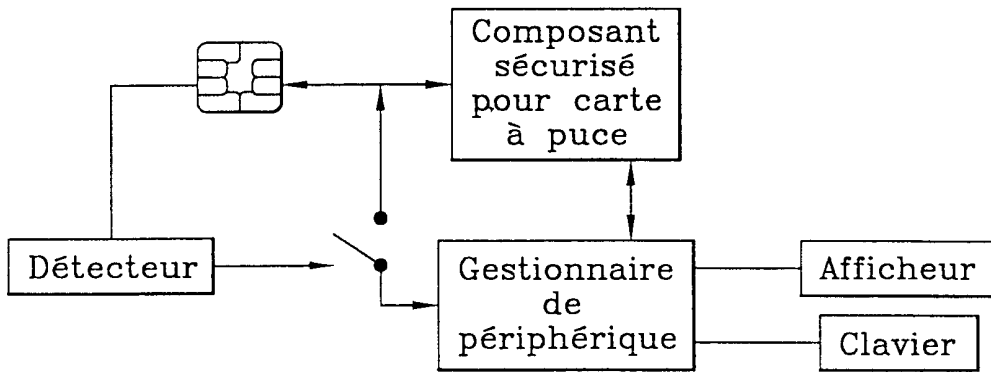 Composant
sécurisé
pour carte
à puce
Détecteur
Gestionnaire
de
périphérique
Afficheur
Clavier